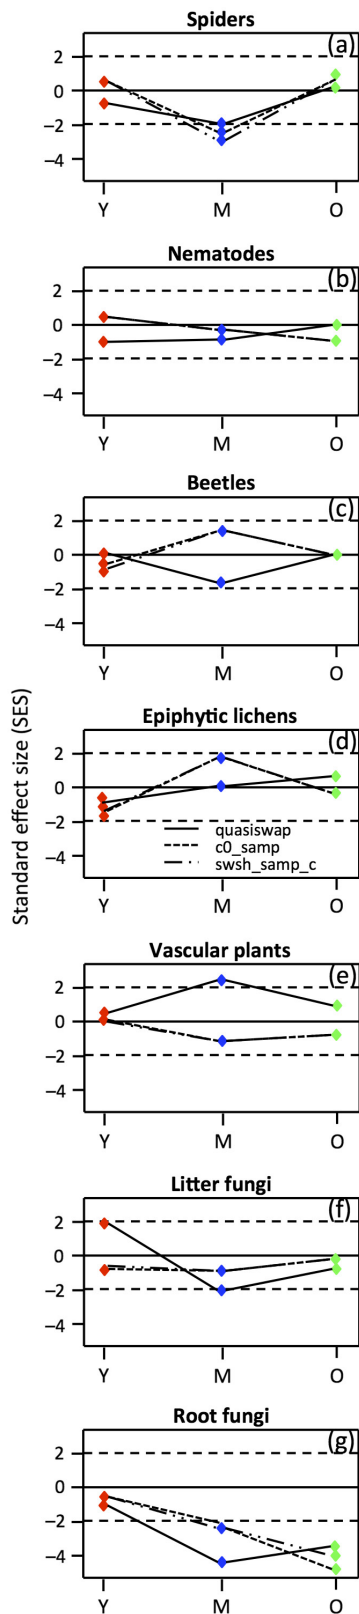 Spiders
(a)
2
0
−2
−4
Y M O
Nematodes
(b)
2
0
−2
−4
Y M O
Beetles
(c)
2
0
−2
−4
Y M O
Standard effect size (SES)
Epiphytic lichens
(d)
2
0
−2
−4
quasiswap
c0_samp
swsh_samp_c
Y M O
Vascular plants
(e)
2
0
−2
−4
Y M O
Litter fungi
(f)
2
0
−2
−4
Y M O
Root fungi
(g)
2
0
−2
−4
Y M O